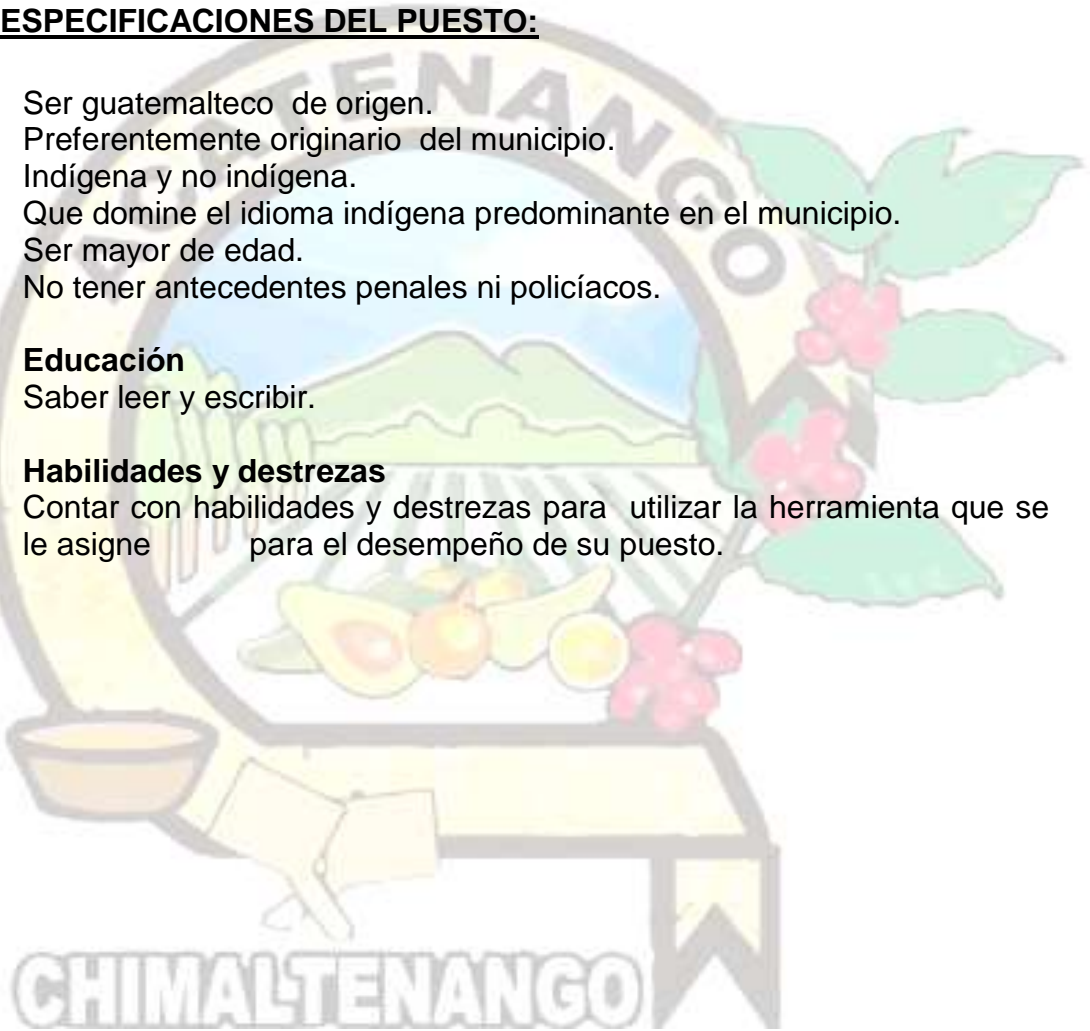 ESPECIFICACIONES DEL PUESTO:
Ser guatemalteco de origen.
Preferentemente originario del municipio.
Indígena y no indígena.
Que domine el idioma indígena predominante en el municipio.
Ser mayor de edad.
No tener antecedentes penales ni policíacos.
Educación
Saber leer y escribir.
Habilidades y destrezas
Contar con habilidades y destrezas para utilizar la herramienta que se
le asigne para el desempeño de su puesto.
CHIMALTENANGO